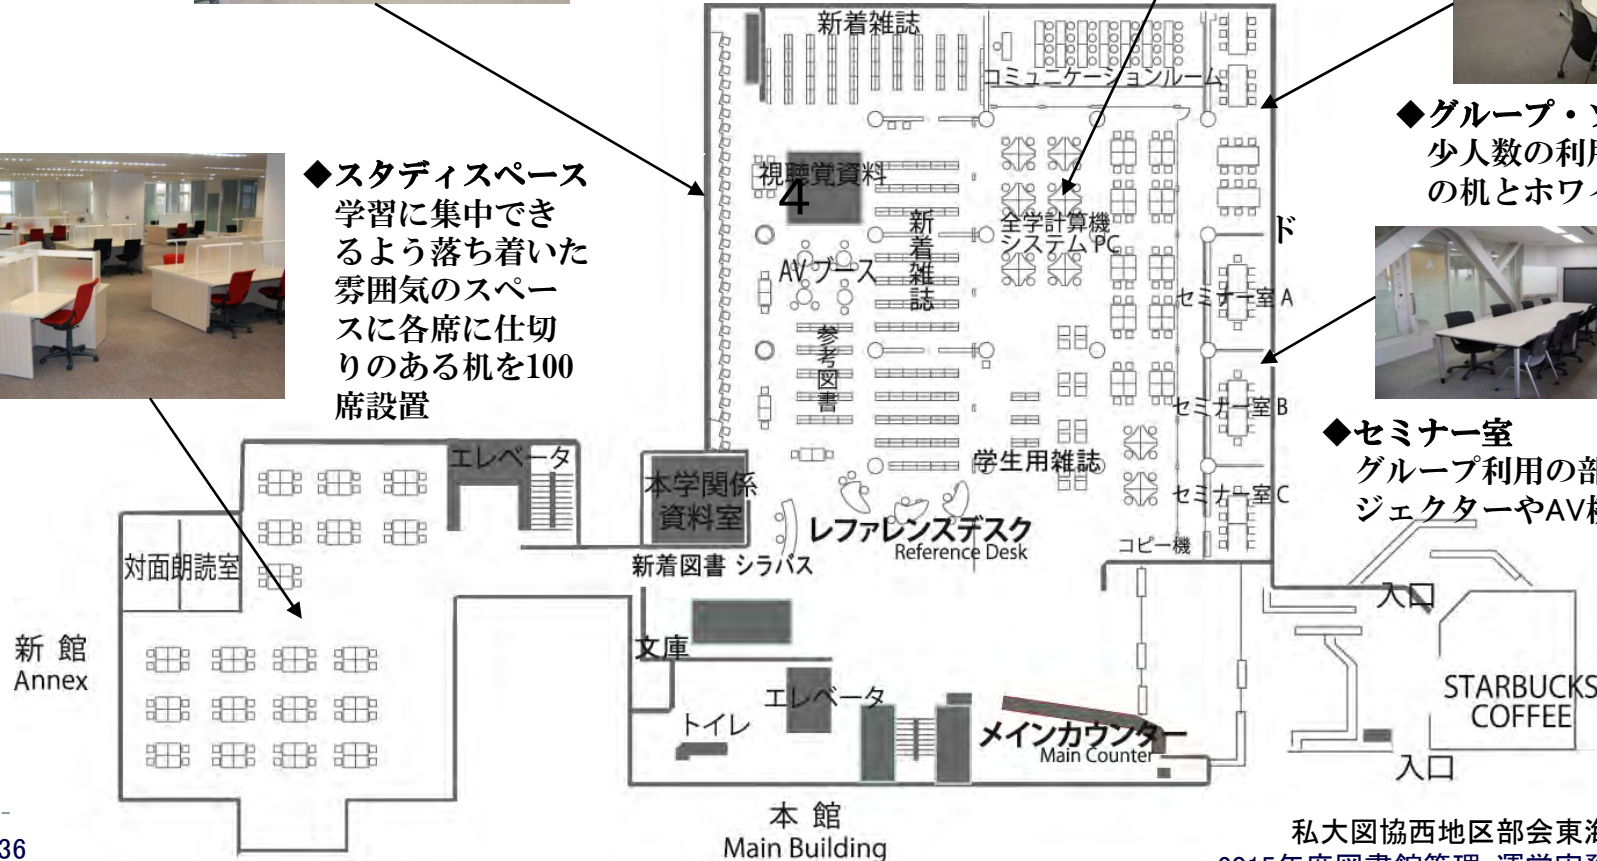 新着雑誌
コミュニケーションルーム
◆グループ・
少人数の利用
の机とホワイ
ド
◆スタディスペース
学習に集中でき
るよう落ち着いた
雰囲気のスペー
スに各席に仕切
りのある机を100
席設置
視聴覚資料
4
新着雑誌
全学計算機
システム PC
AV ブース
セミナー室 A
参考図書
セミナー室 B
◆セミナー室
グループ利用の部
ジェクターやAV
エレベータ
本学関係
資料室
学生用雑誌
セミナー室 C
レファレンスデスク
Reference Desk
コピー機
対面朗読室
新着図書 シラバス
入口
新 館
Annex
文庫
エレベータ
トイレ
メインカウンター
Main Counter
STARBUCKS
COFFEE
入口
本 館
Main Building
36
私大図協西地区部会東海